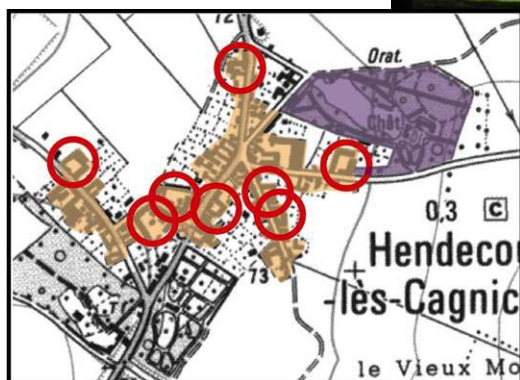 72
Orat.
Chât
0,3 C
Hendecou
73
-lès-Cagnic
le Vieux Mo